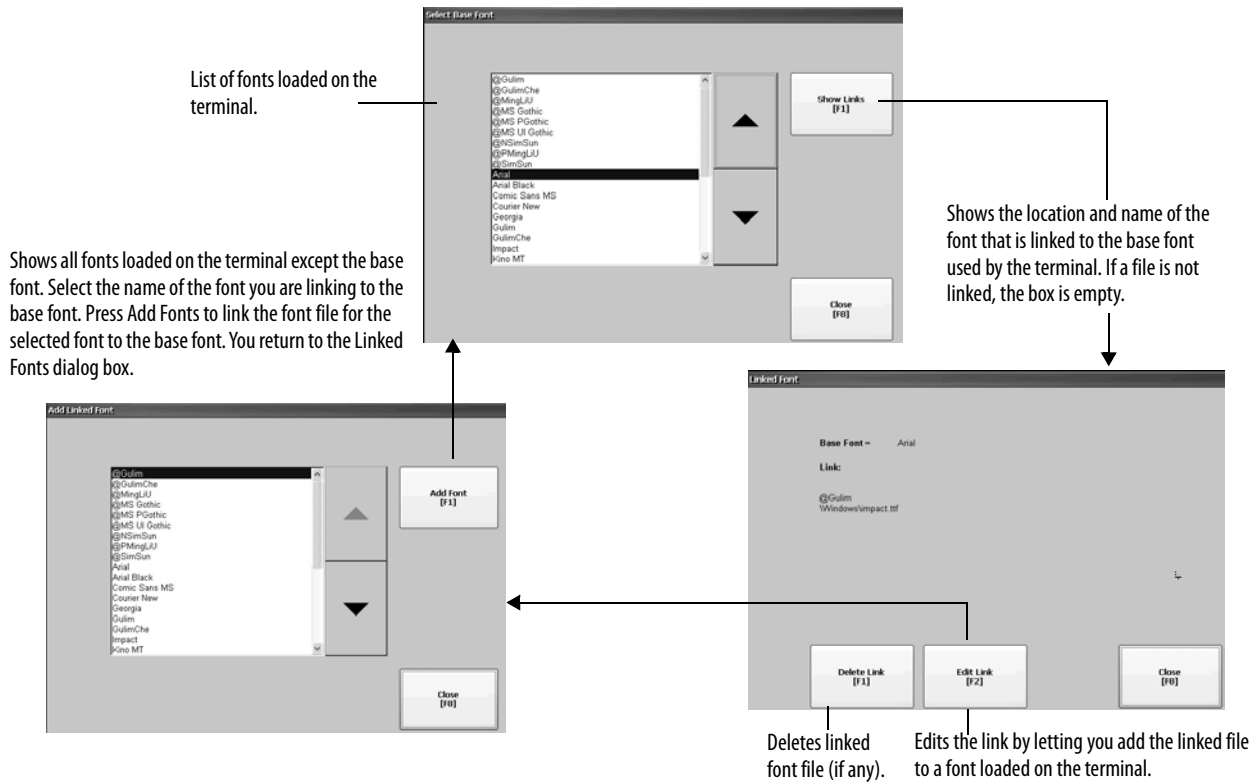 Select Base Font
List of fonts loaded on the
terminal.
@Gulim
@GulimChe
@MingLiU
@MS Gothic
@MS PGothic
@MS UI Gothic
@NSimSun
@PMingLiU
@SimSun
Arial
Arial Black
Comic Sans MS
Courier New
Georgia
Gulim
GulimChe
Impact
Kino MT
Show Links
[F1]
Close
[F8]
Shows the location and name of the
font that is linked to the base font
used by the terminal. If a file is not
linked, the box is empty.
Shows all fonts loaded on the terminal except the base
font. Select the name of the font you are linking to the
base font. Press Add Fonts to link the font file for the
selected font to the base font. You return to the Linked
Fonts dialog box.
Add Linked Font
@Gulim
@GulimChe
@MingLiU
@MS Gothic
@MS PGothic
@MS UI Gothic
@NSimSun
@PMingLiU
@SimSun
Arial
Arial Black
Comic Sans MS
Courier New
Georgia
Gulim
GulimChe
Impact
Kino MT
Add Font
[F1]
Close
[F8]
Linked Font
Base Font = Arial
Link:
@Gulim
\Windows\impact.ttf
Delete Link
[F1]
Edit Link
[F2]
Close
[F8]
Deletes linked
font file (if any).
Edits the link by letting you add the linked file
to a font loaded on the terminal.